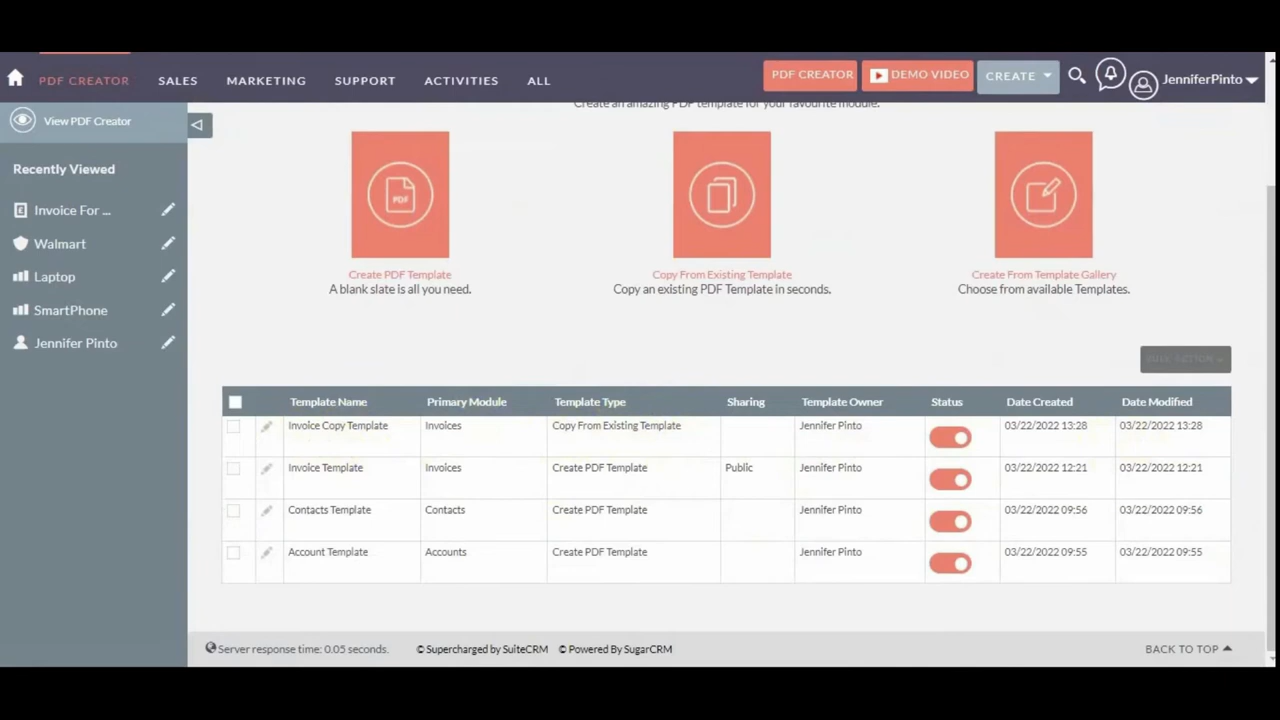 PDF CREATOR SALES MARKETING SUPPORT ACTIVITIES ALL PDF CREATOR DEMO VIDEO CREATE JenniferPinto
View PDF Creator
Create an amazing PDF template for your favourite module.
Recently Viewed
Invoice For ...
Walmart
Laptop
SmartPhone
Jennifer Pinto
PDF
Create PDF Template
A blank slate is all you need.
Copy From Existing Template
Copy an existing PDF Template in seconds.
Create From Template Gallery
Choose from available Templates.
BULK ACTION
Template Name Primary Module Template Type Sharing Template Owner Status Date Created Date Modified
Invoice Copy Template Invoices Copy From Existing Template Jennifer Pinto 03/22/2022 13:28 03/22/2022 13:28
Invoice Template Invoices Create PDF Template Public Jennifer Pinto 03/22/2022 12:21 03/22/2022 12:21
Contacts Template Contacts Create PDF Template Jennifer Pinto 03/22/2022 09:56 03/22/2022 09:56
Account Template Accounts Create PDF Template Jennifer Pinto 03/22/2022 09:55 03/22/2022 09:55
Server response time: 0.05 seconds. © Supercharged by SuiteCRM © Powered By SugarCRM BACK TO TOP